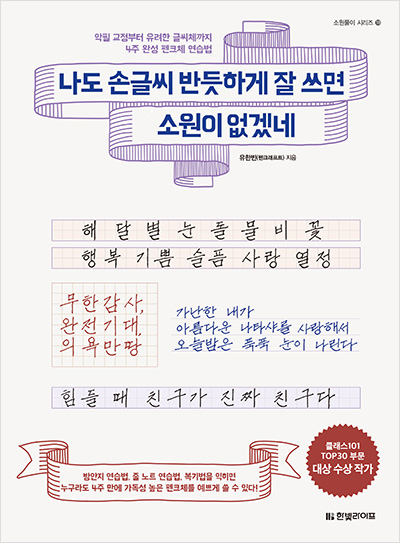 소원풀이 시리즈 10
악필 교정부터 유려한 글씨체까지
4주 완성 펜크체 연습법
나도 손글씨 반듯하게 잘 쓰면
소원이 없겠네
유한빈(펜크래프트) 지음
해 달 별 눈 돌 물 비 꽃
행복 기쁨 슬픔 사랑 열정
무한감사,
완전기대,
의욕만땅
가난한 내가
아름다운 나타샤를 사랑해서
오늘밤은 푹푹 눈이 나린다
힘들 때 친구가 진짜 친구다
클래스101
TOP30 부문
대상 수상 작가
방안지 연습법, 줄 노트 연습법, 복기법을 익히면
누구라도 4주 만에 가독성 높은 펜크체를 예쁘게 쓸 수 있다!
한빛라이프